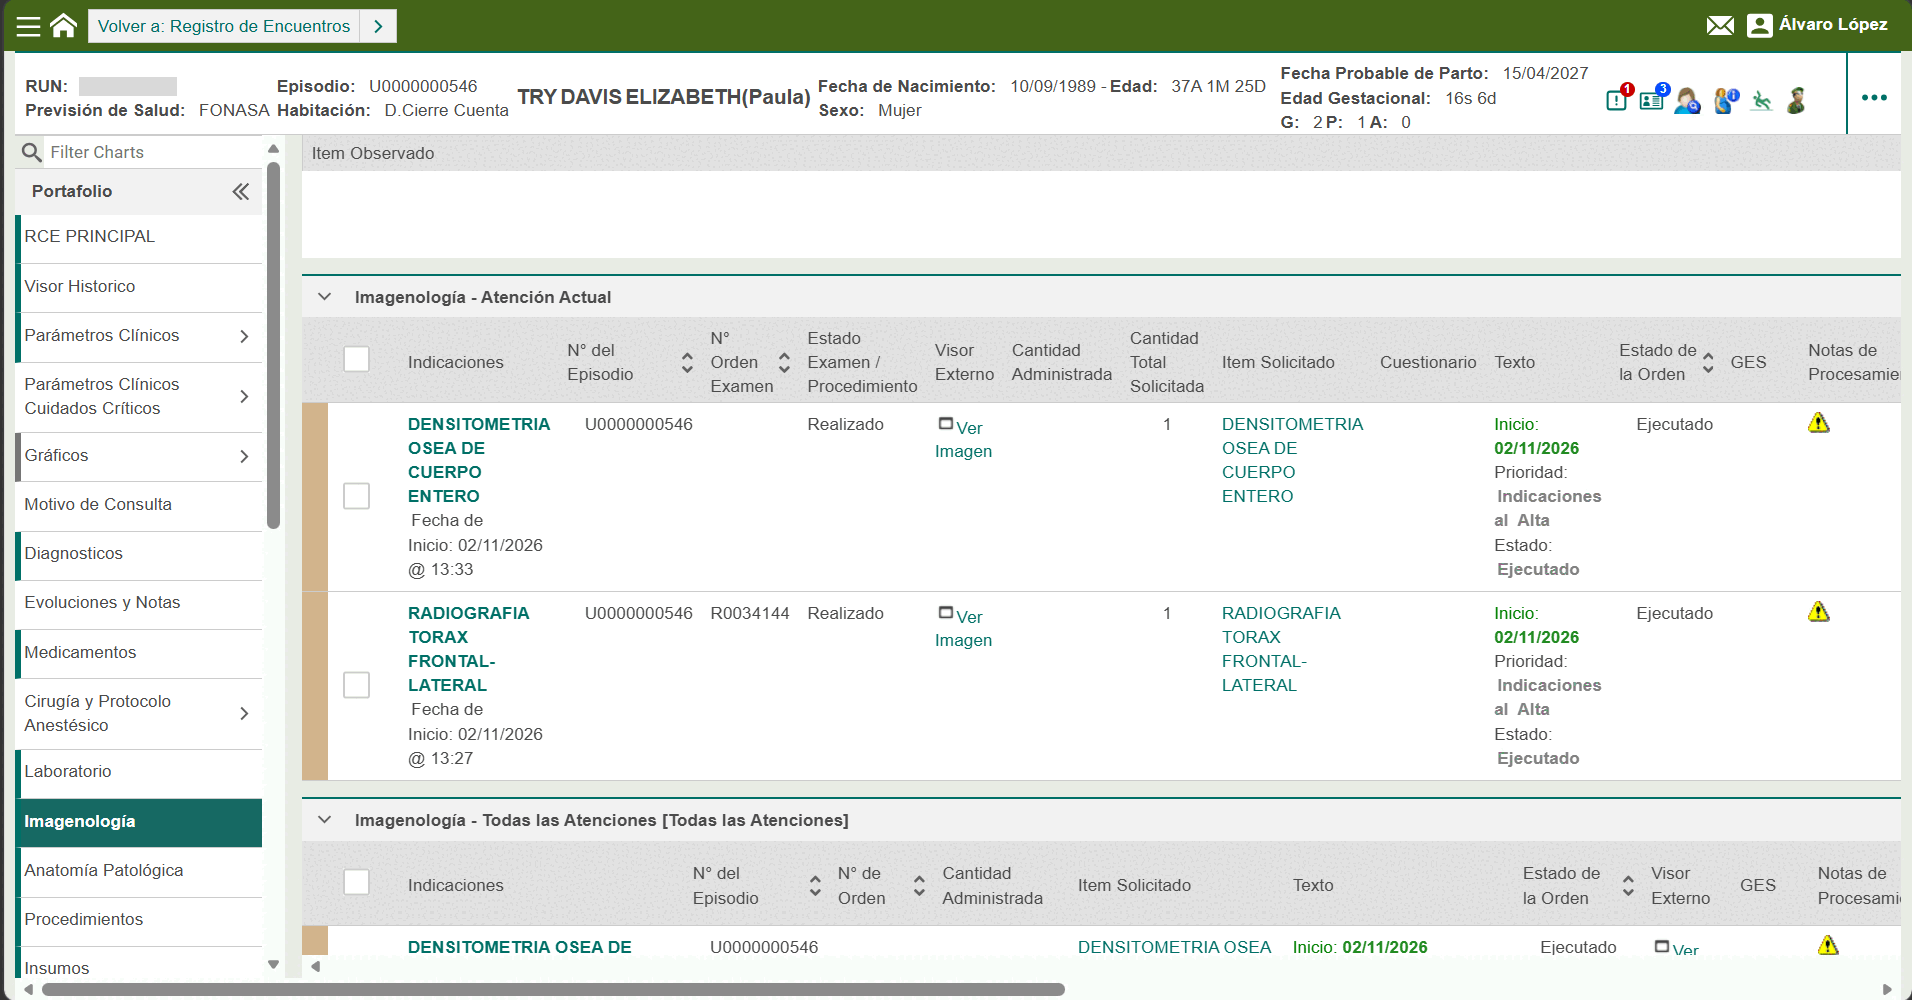 Volver a: Registro de Encuentros
Álvaro López
RUN:
Previsión de Salud: FONASA
Episodio: U0000000546
Habitación: D.Cierre Cuenta
TRY DAVIS ELIZABETH(Paula)
Fecha de Nacimiento: 10/09/1989 - Edad: 37A 1M 25D
Sexo: Mujer
Fecha Probable de Parto: 15/04/2027
Edad Gestacional: 16s 6d
G: 2 P: 1 A: 0
1
3
Filter Charts
Portafolio
RCE PRINCIPAL
Visor Historico
Parámetros Clínicos
Parámetros Clínicos
Cuidados Críticos
Gráficos
Motivo de Consulta
Diagnosticos
Evoluciones y Notas
Medicamentos
Cirugía y Protocolo
Anestésico
Laboratorio
Imagenología
Anatomía Patológica
Procedimientos
Insumos
Item Observado
Imagenología - Atención Actual
Indicaciones
N° del
Episodio
N°
Orden
Examen
Estado
Examen /
Procedimiento
Visor
Externo
Cantidad
Administrada
Cantidad
Total
Solicitada
Item Solicitado
Cuestionario
Texto
Estado de
la Orden
GES
Notas de
Procesamie
DENSITOMETRIA
OSEA DE
CUERPO
ENTERO
Fecha de
Inicio: 02/11/2026
@ 13:33
U0000000546
Realizado
Ver
Imagen
1
DENSITOMETRIA
OSEA DE
CUERPO
ENTERO
Inicio:
02/11/2026
Prioridad:
Indicaciones
al Alta
Estado:
Ejecutado
Ejecutado
RADIOGRAFIA
TORAX
FRONTAL-
LATERAL
Fecha de
Inicio: 02/11/2026
@ 13:27
U0000000546
R0034144
Realizado
Ver
Imagen
1
RADIOGRAFIA
TORAX
FRONTAL-
LATERAL
Inicio:
02/11/2026
Prioridad:
Indicaciones
al Alta
Estado:
Ejecutado
Ejecutado
Imagenología - Todas las Atenciones [Todas las Atenciones]
Indicaciones
N° del
Episodio
N° de
Orden
Cantidad
Administrada
Item Solicitado
Texto
Estado de
la Orden
Visor
Externo
GES
Notas de
Procesami
DENSITOMETRIA OSEA DE
U0000000546
DENSITOMETRIA OSEA
Inicio: 02/11/2026
Ejecutado
Ver